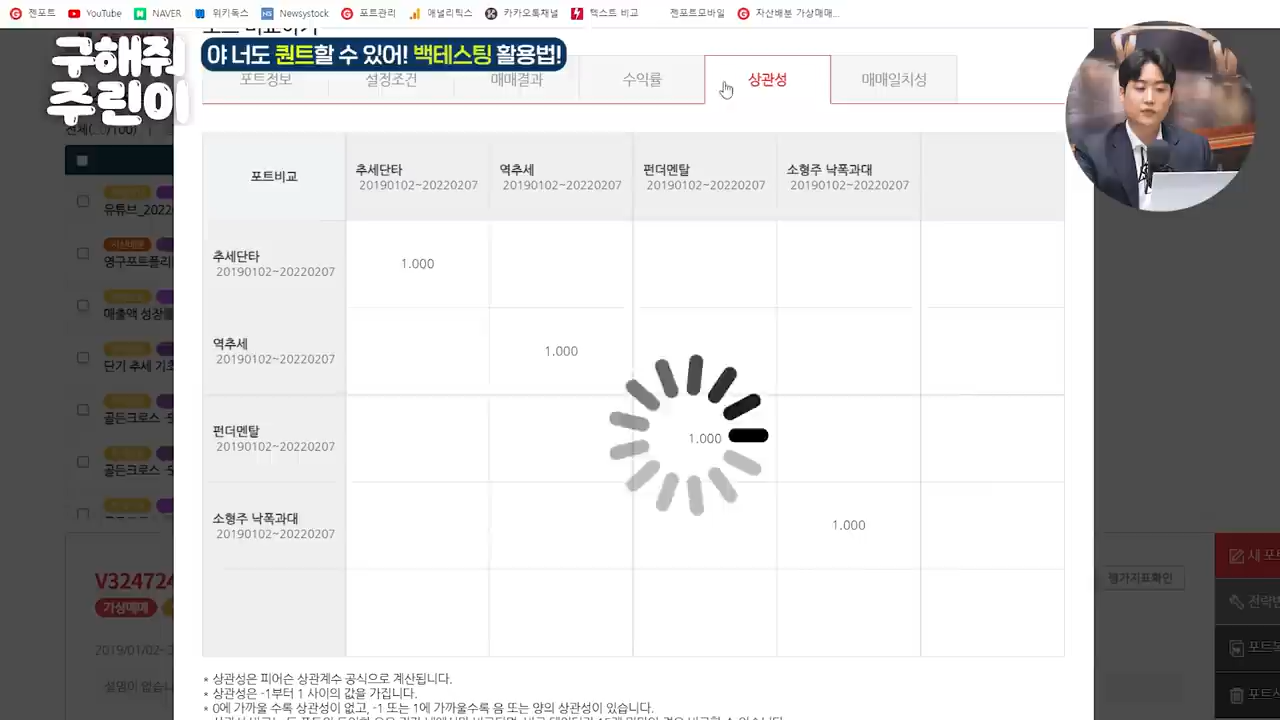 젠포트 YouTube NAVER 위키독스 Newsystock 포트관리 애널리틱스 카카오톡채널 텍스트 비교 젠포트모바일 자산배분 가상매매...
구해줘
주린이
야 너도 퀀트할 수 있어! 백테스팅 활용법!
포트정보 설정조건 매매결과 수익률 상관성 매매일치성
포트비교
추세단타
20190102~20220207
역추세
20190102~20220207
펀더멘탈
20190102~20220207
소형주 낙폭과대
20190102~20220207
추세단타
20190102~20220207
1.000
역추세
20190102~20220207
1.000
펀더멘탈
20190102~20220207
1.000
소형주 낙폭과대
20190102~20220207
1.000
유튜브_2022
영구포트폴리
매출액 성장률
단기 추세 기초
골든크로스
골든크로스
V32472
가상매매
2019/01/02~
설명이 없습니
평가지표확인
새 포
전략
포트
포트
* 상관성은 피어슨 상관계수 공식으로 계산됩니다.
* 상관성은 -1부터 1 사이의 값을 가집니다.
* 0에 가까울 수록 상관성이 없고, -1 또는 1에 가까울수록 음 또는 양의 상관성이 있습니다.